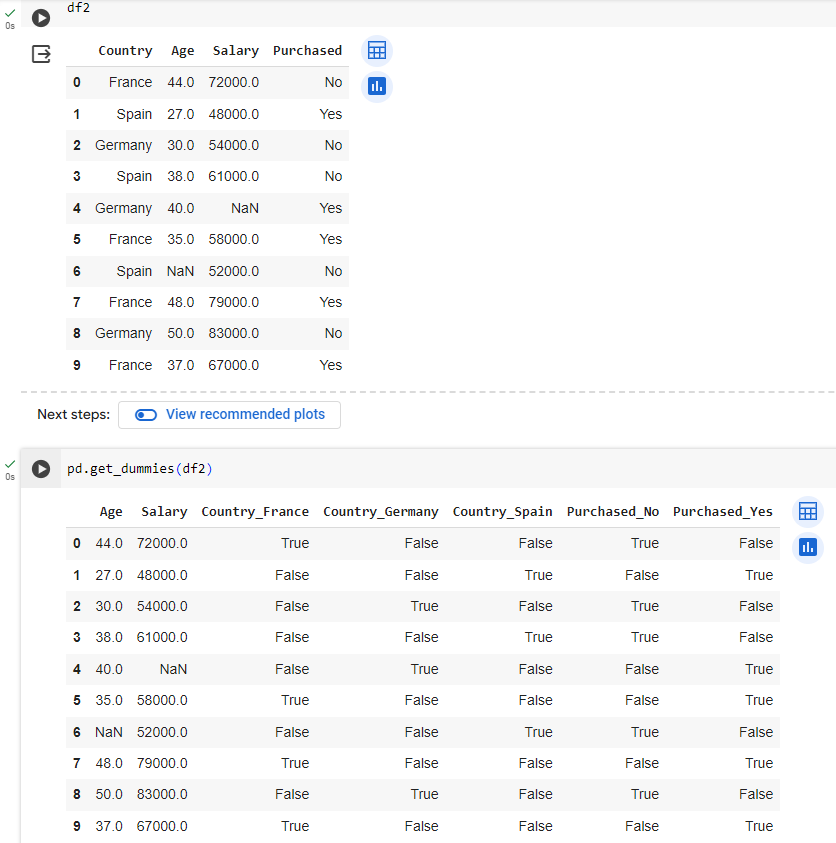 df2
0s
Country Age Salary Purchased
0 France 44.0 72000.0 No
1 Spain 27.0 48000.0 Yes
2 Germany 30.0 54000.0 No
3 Spain 38.0 61000.0 No
4 Germany 40.0 NaN Yes
5 France 35.0 58000.0 Yes
6 Spain NaN 52000.0 No
7 France 48.0 79000.0 Yes
8 Germany 50.0 83000.0 No
9 France 37.0 67000.0 Yes
Next steps: View recommended plots
pd.get_dummies(df2)
0s
Age Salary Country_France Country_Germany Country_Spain Purchased_No Purchased_Yes
0 44.0 72000.0 True False False True False
1 27.0 48000.0 False False True False True
2 30.0 54000.0 False True False True False
3 38.0 61000.0 False False True True False
4 40.0 NaN False True False False True
5 35.0 58000.0 True False False False True
6 NaN 52000.0 False False True True False
7 48.0 79000.0 True False False False True
8 50.0 83000.0 False True False True False
9 37.0 67000.0 True False False False True